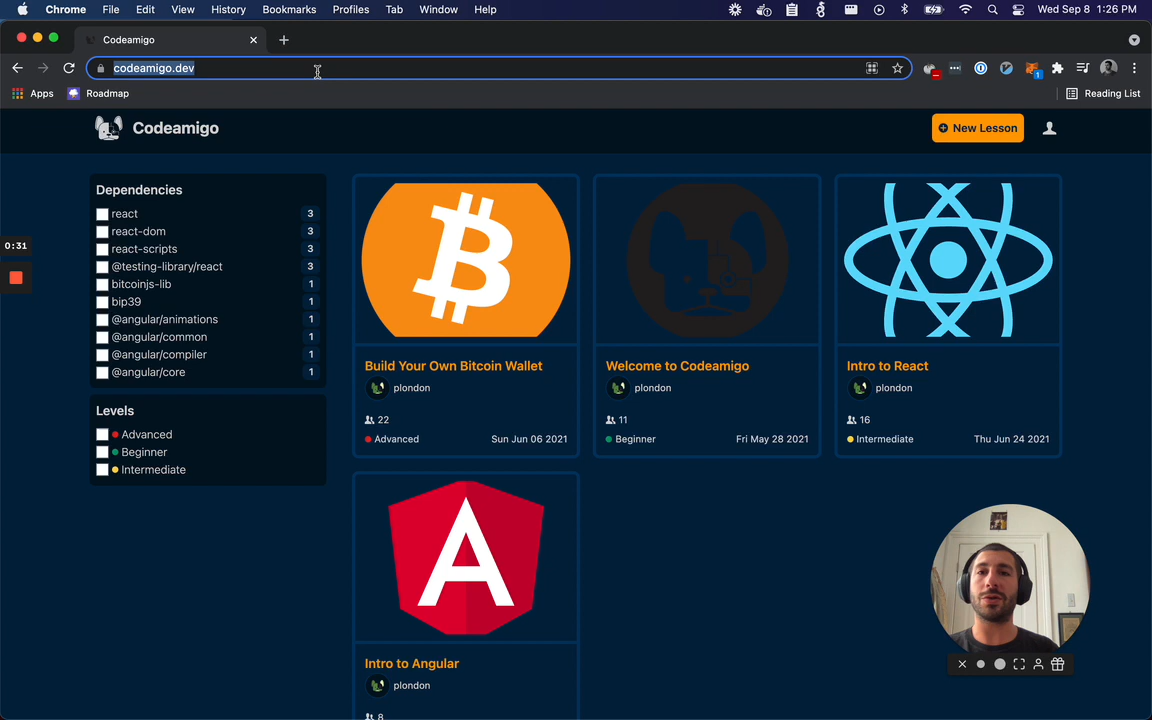 Chrome File Edit View History Bookmarks Profiles Tab Window Help Wed Sep 8 1:26 PM
Codeamigo
codeamigo.dev
1
Apps Roadmap Reading List
Codeamigo New Lesson
Dependencies
react 3
react-dom 3
react-scripts 3
@testing-library/react 3
bitcoinjs-lib 1
bip39 1
@angular/animations 1
@angular/common 1
@angular/compiler 1
@angular/core 1
Levels
Advanced
Beginner
Intermediate
0:31
Build Your Own Bitcoin Wallet
plondon
22
Advanced Sun Jun 06 2021
Welcome to Codeamigo
plondon
11
Beginner Fri May 28 2021
Intro to React
plondon
16
Intermediate Thu Jun 24 2021
Intro to Angular
plondon
8